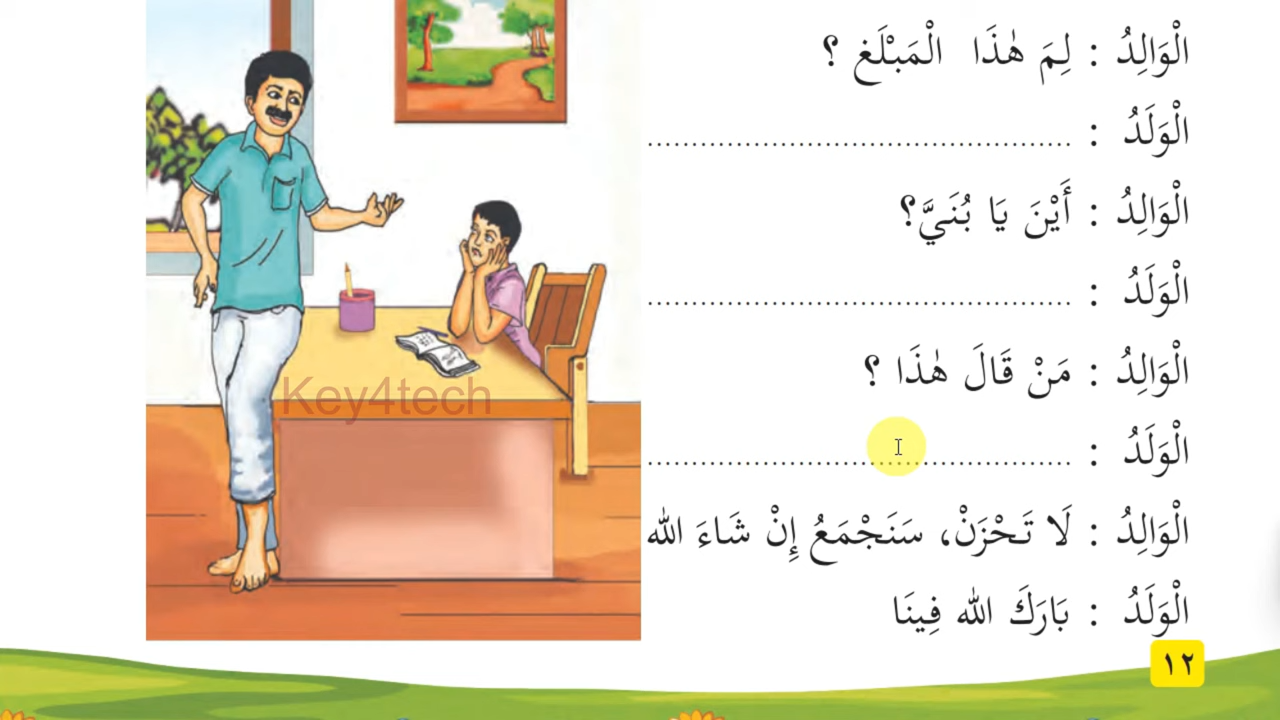 الْوَالِدُ : لِمَ هٰذَا الْمَبْلَغ ؟
الْوَلَدُ : ................................................
الْوَالِدُ : أَيْنَ يَا بُنَيَّ؟
الْوَلَدُ : ................................................
الْوَالِدُ : مَنْ قَالَ هٰذَا ؟
الْوَلَدُ : ................................................
الْوَالِدُ : لَا تَحْزَنْ، سَنَجْمَعُ إِنْ شَاءَ الله
الْوَلَدُ : بَارَكَ الله فِينَا
Key4tech
١٢